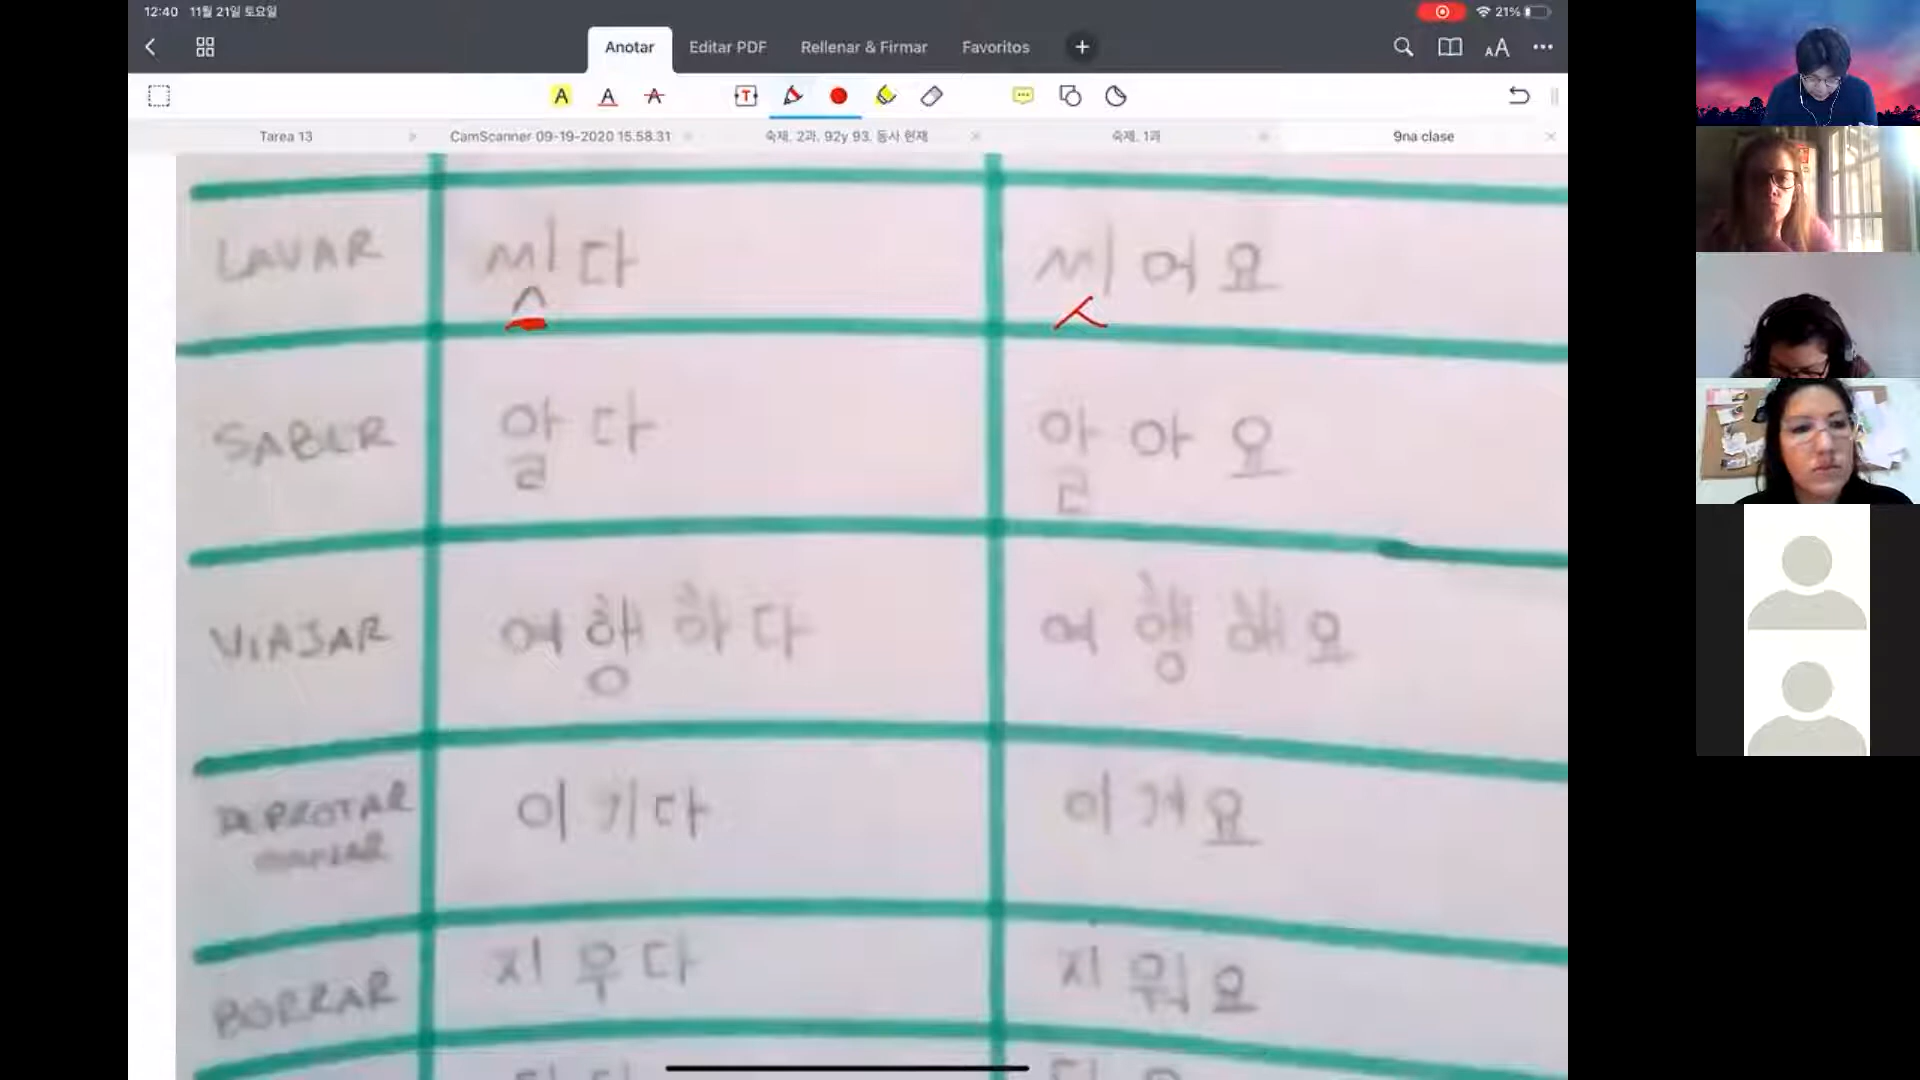 12:40 11월 21일 토요일
21%
Anotar Editar PDF Rellenar & Firmar Favoritos
Tarea 13 CamScanner 09-19-2020 15.58.31 숙제. 2과. 92y 93. 동사 현재 숙제. 1과 9na clase
LAVAR 씻다 씻어요
SABER 알다 알아요
VIAJAR 여행하다 여행해요
이기다 이겨요
BORRAR 지우다 지워요